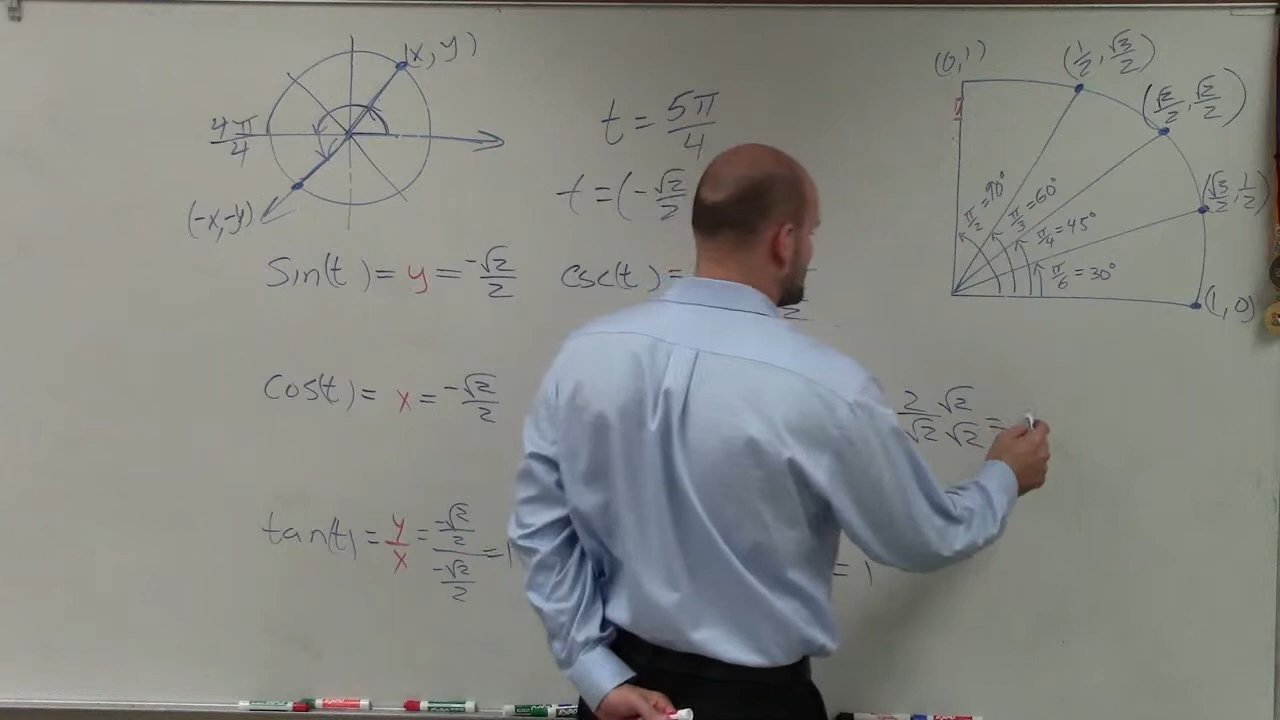 (x, y)
4π/4
(-x,-y)
t = 5π/4
t = (-√2/2
Sin(t) = y = -√2/2
csc(t) =
2
cos(t) = x = -√2/2
2/√2 √2/√2 =
tan(t) = y/x = -√2/2 / -√2/2 = 1
= 1
(0,1)
(1/2, √3/2)
(√2/2, √2/2)
(√3/2, 1/2)
(1, 0)
π/2 = 90°
π/3 = 60°
π/4 = 45°
π/6 = 30°